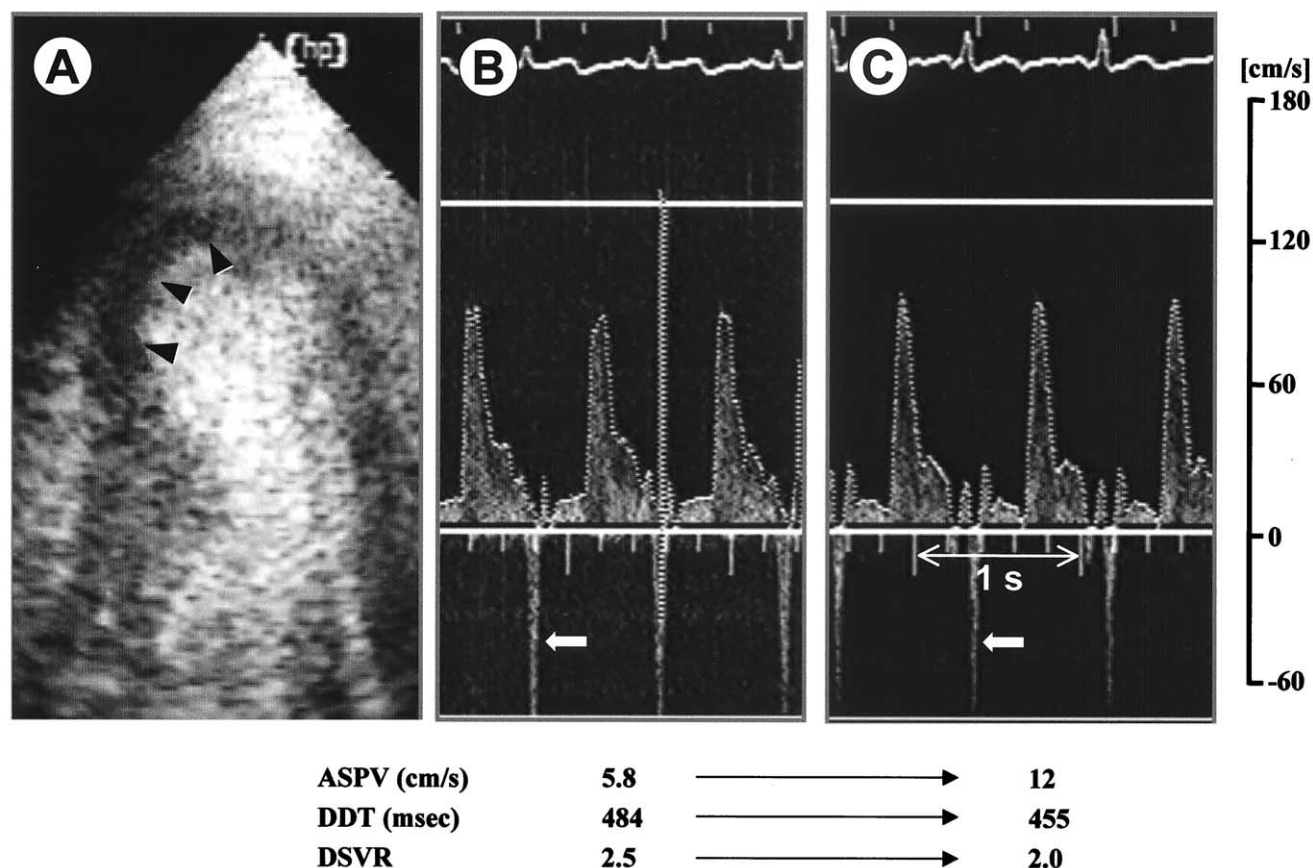 A
[hp]
B
C
[cm/s]
180
120
60
0
-60
1 s
ASPV (cm/s) 5.8 12
DDT (msec) 484 455
DSVR 2.5 2.0